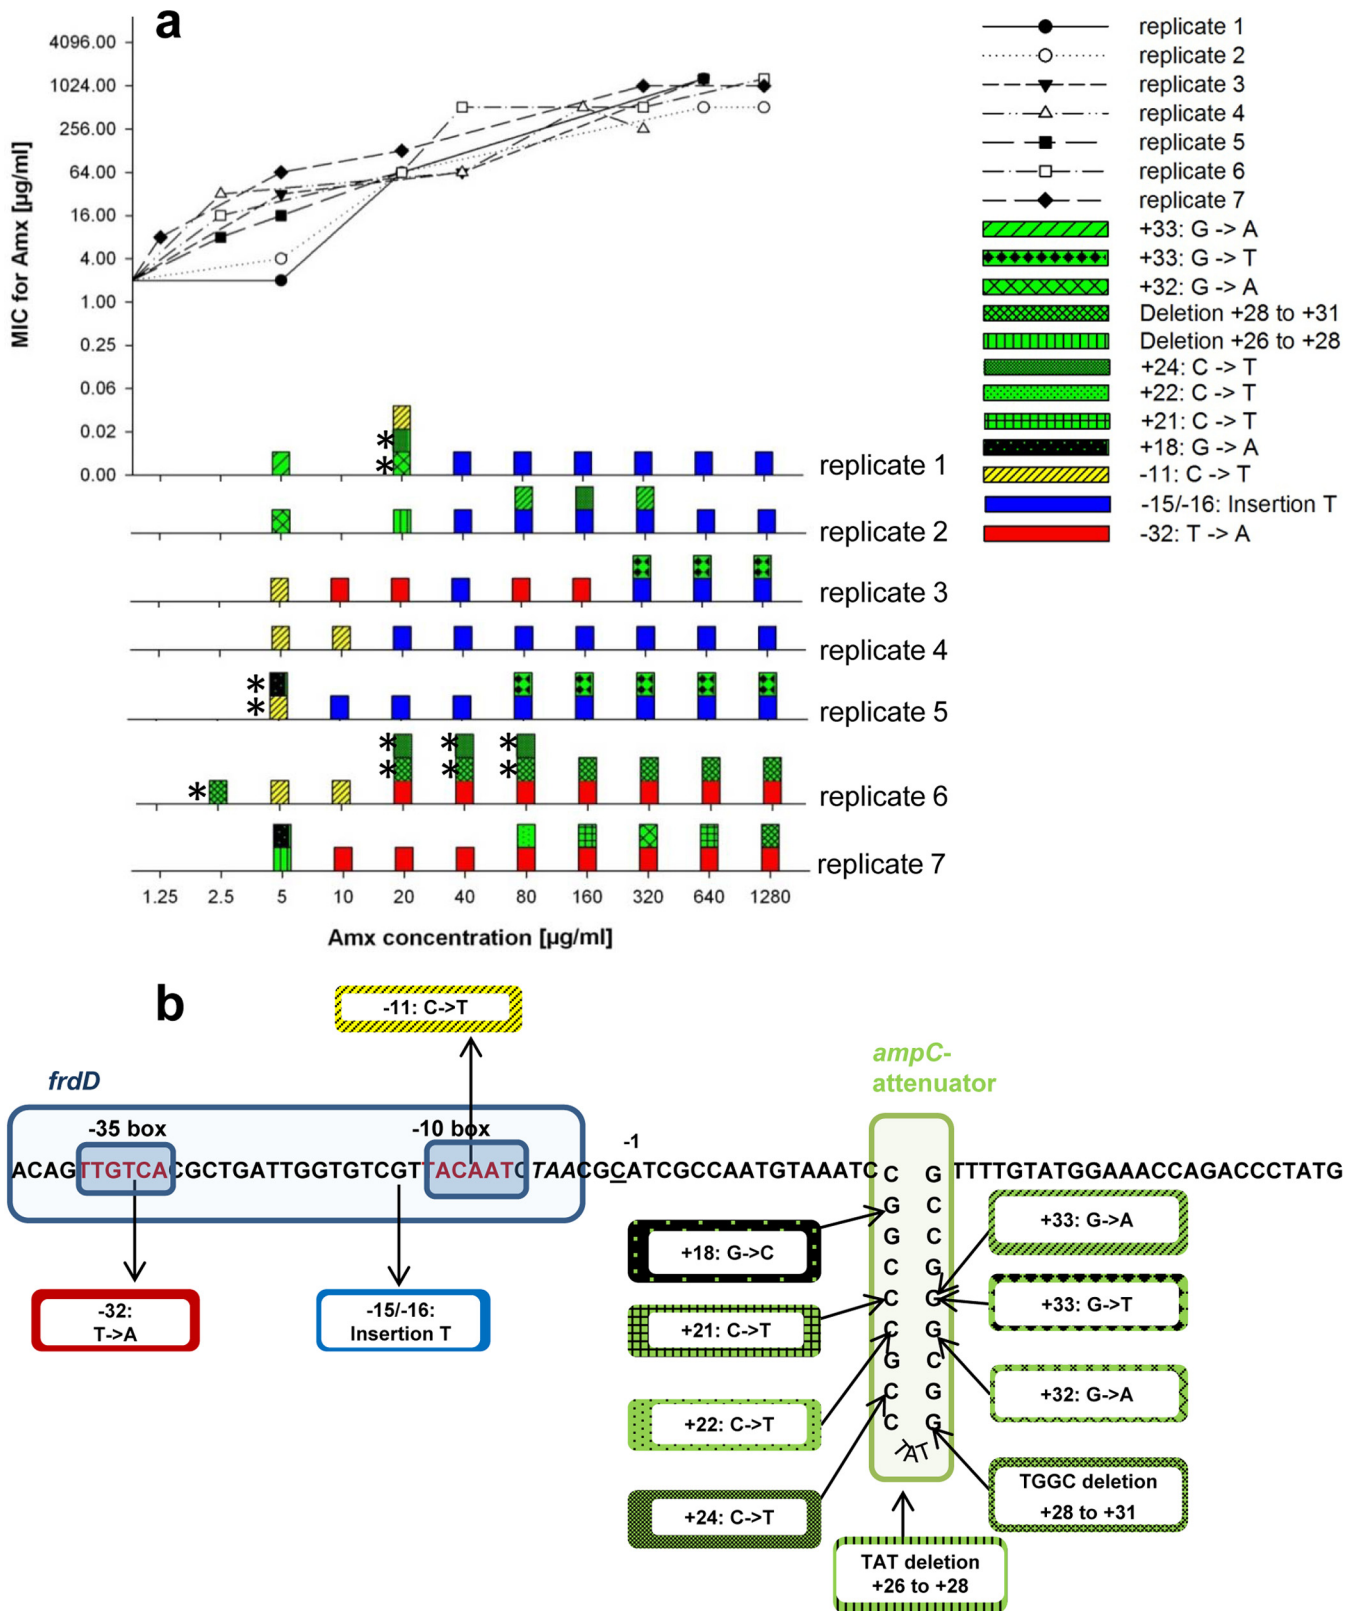 a
4096.00
1024.00
256.00
64.00
16.00
4.00
1.00
0.25
0.06
0.02
0.00
MIC for Amx [µg/ml]
replicate 1
replicate 2
replicate 3
replicate 4
replicate 5
replicate 6
replicate 7
+33: G -> A
+33: G -> T
+32: G -> A
Deletion +28 to +31
Deletion +26 to +28
+24: C -> T
+22: C -> T
+21: C -> T
+18: G -> A
-11: C -> T
-15/-16: Insertion T
-32: T -> A
* * replicate 1
replicate 2
replicate 3
replicate 4
* * replicate 5
* * * * * * * replicate 6
replicate 7
1.25 2.5 5 10 20 40 80 160 320 640 1280
Amx concentration [µg/ml]
b
-11: C->T
frdD
-35 box
-10 box
-1
ampC-
attenuator
ACAGTTGTCACGCTGATTGGTGTCGTTACAATCTAACGCATCGCCAATGTAAATC
C G TTTTGTATGGAAACCAGACCCTATG
G C
G C
C G
C G
C G
G C
C G
C G
TAT
-32:
T->A
-15/-16:
Insertion T
+18: G->C
+21: C->T
+22: C->T
+24: C->T
+33: G->A
+33: G->T
+32: G->A
TGGC deletion
+28 to +31
TAT deletion
+26 to +28